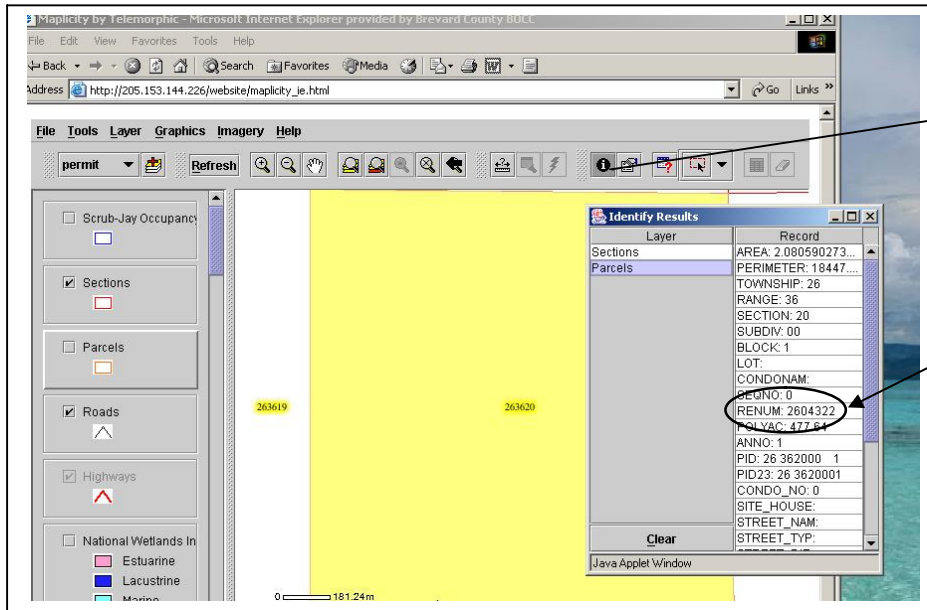 Maplicity by Telemorphic - Microsoft Internet Explorer provided by Brevard County BOCC
File Edit View Favorites Tools Help
Back Search Favorites Media
Address http://205.153.144.226/website/maplicity_ie.html Go Links »
File Tools Layer Graphics Imagery Help
permit Refresh
Scrub-Jay Occupancy
Sections
Parcels
Roads
Highways
National Wetlands In
Estuarine
Lacustrine
Marine
263619
263620
0 181.24m
Identify Results
Layer Record
Sections
Parcels
AREA: 2.080590273...
PERIMETER: 18447....
TOWNSHIP: 26
RANGE: 36
SECTION: 20
SUBDIV: 00
BLOCK: 1
LOT:
CONDONAM:
SEQNO: 0
RENUM: 2604322
POLYAC: 477.64
ANNO: 1
PID: 26 362000 1
PID23: 26 3620001
CONDO_NO: 0
SITE_HOUSE:
STREET_NAM:
STREET_TYP:
Clear
Java Applet Window